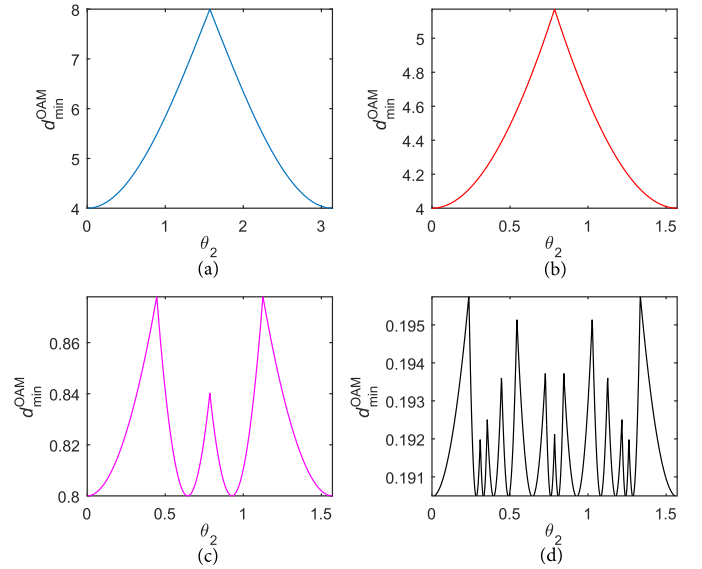 8
7
6
5
4
d_min^OAM
0 1 2 3
θ_2
(a)
5
4.8
4.6
4.4
4.2
4
d_min^OAM
0 0.5 1 1.5
θ_2
(b)
0.86
0.84
0.82
0.8
d_min^OAM
0 0.5 1 1.5
θ_2
(c)
0.195
0.194
0.193
0.192
0.191
d_min^OAM
0 0.5 1 1.5
θ_2
(d)